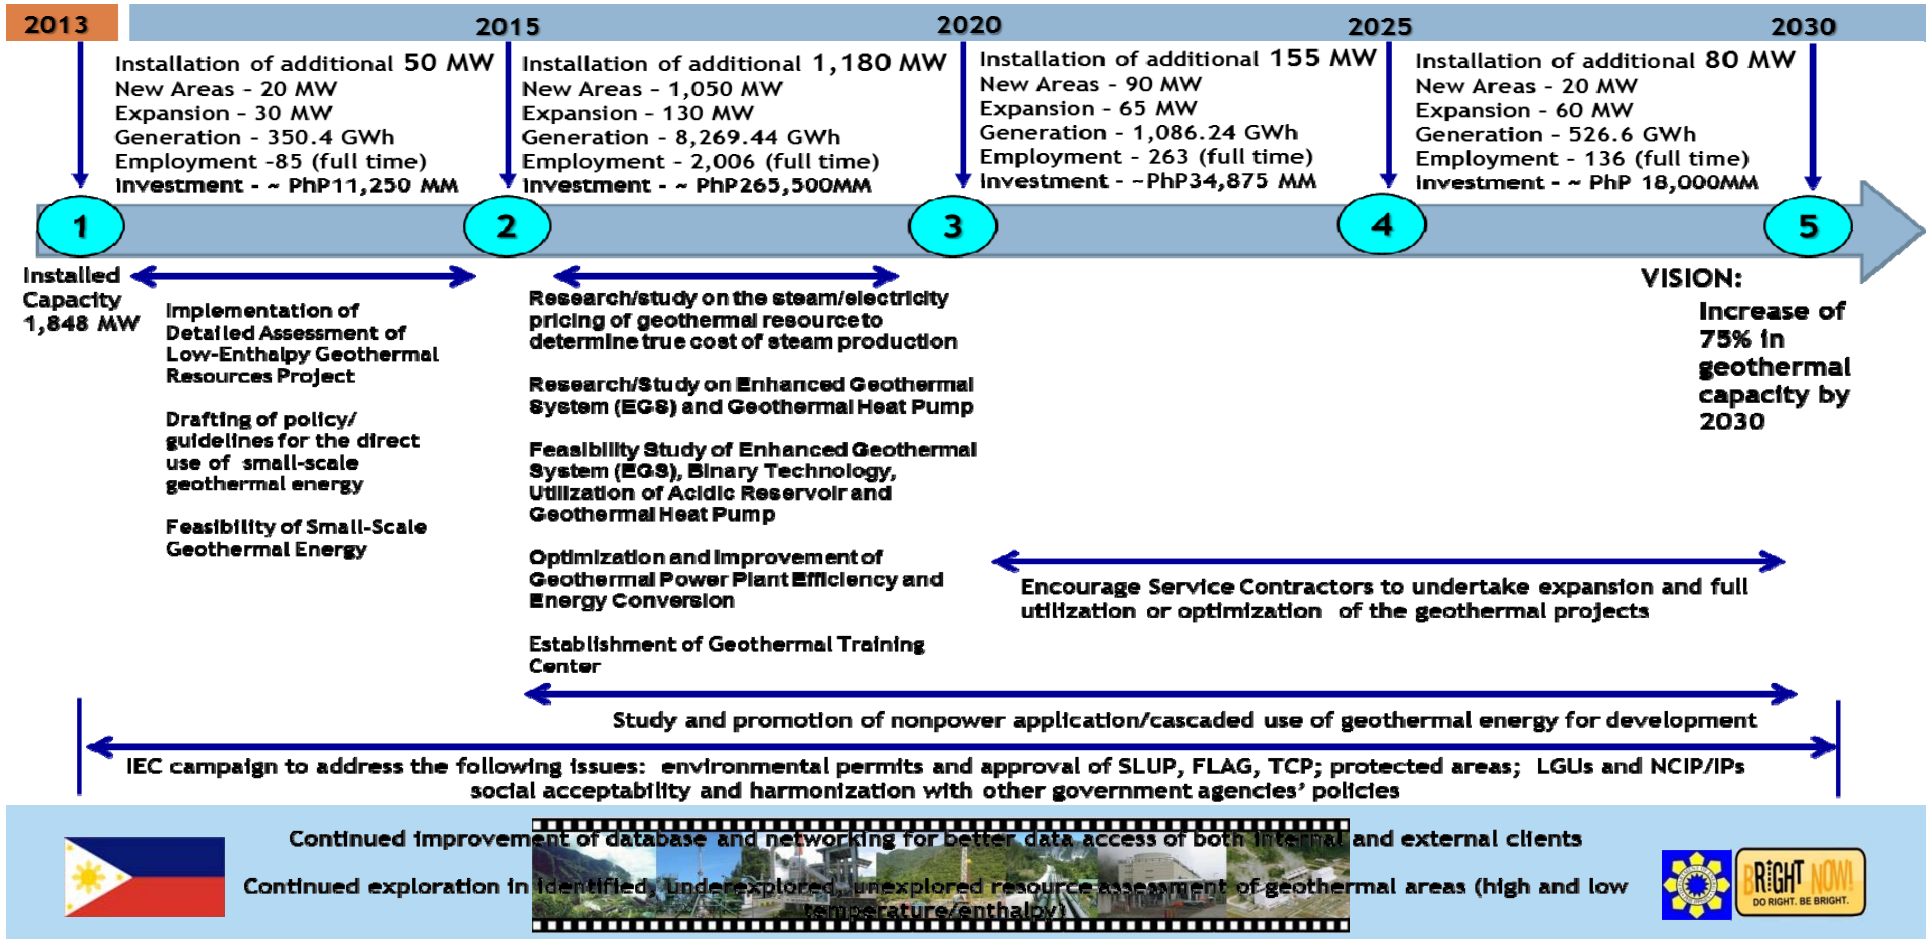 2013
2015
2020
2025
2030
Installation of additional 50 MW
New Areas - 20 MW
Expansion - 30 MW
Generation - 350.4 GWh
Employment -85 (full time)
Investment - ~ PhP11,250 MM
Installation of additional 1,180 MW
New Areas - 1,050 MW
Expansion - 130 MW
Generation - 8,269.44 GWh
Employment - 2,006 (full time)
Investment - ~ PhP265,500MM
Installation of additional 155 MW
New Areas - 90 MW
Expansion - 65 MW
Generation - 1,086.24 GWh
Employment - 263 (full time)
Investment - ~PhP34,875 MM
Installation of additional 80 MW
New Areas - 20 MW
Expansion - 60 MW
Generation - 526.6 GWh
Employment - 136 (full time)
Investment - ~ PhP 18,000MM
1
2
3
4
5
Installed
Capacity
1,848 MW
Implementation of
Detailed Assessment of
Low-Enthalpy Geothermal
Resources Project
Drafting of policy/
guidelines for the direct
use of small-scale
geothermal energy
Feasibility of Small-Scale
Geothermal Energy
Research/study on the steam/electricity
pricing of geothermal resource to
determine true cost of steam production
Research/Study on Enhanced Geothermal
System (EGS) and Geothermal Heat Pump
Feasibility Study of Enhanced Geothermal
System (EGS), Binary Technology,
Utilization of Acidic Reservoir and
Geothermal Heat Pump
Optimization and Improvement of
Geothermal Power Plant Efficiency and
Energy Conversion
Establishment of Geothermal Training
Center
VISION:
Increase of
75% in
geothermal
capacity by
2030
Encourage Service Contractors to undertake expansion and full
utilization or optimization of the geothermal projects
Study and promotion of nonpower application/cascaded use of geothermal energy for development
IEC campaign to address the following issues: environmental permits and approval of SLUP, FLAG, TCP; protected areas; LGUs and NCIP/IPs
social acceptability and harmonization with other government agencies' policies
Continued improvement of database and networking for better data access of both internal and external clients
Continued exploration in identified, underexplored, unexplored resource assessment of geothermal areas (high and low
temperature/enthalpy)
BRiGHT NOW!
DO RIGHT. BE BRIGHT.